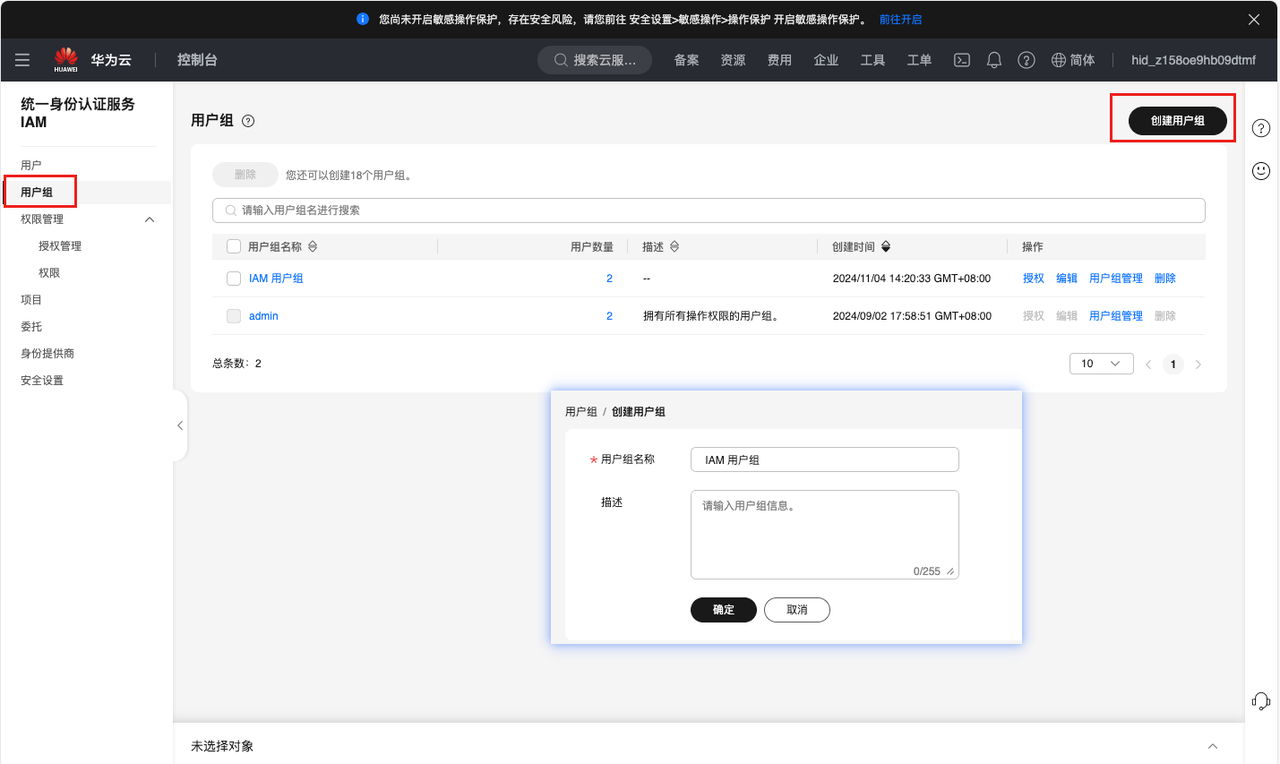 您尚未开启敏感操作保护，存在安全风险，请您前往 安全设置>敏感操作>操作保护 开启敏感操作保护。 前往开启
HUAWEI 华为云 控制台 搜索云服... 备案 资源 费用 企业 工具 工单 简体 hid_z158oe9hb09dtmf
统一身份认证服务
IAM
用户
用户组
权限管理
授权管理
权限
项目
委托
身份提供商
安全设置
用户组
创建用户组
删除 您还可以创建18个用户组。
请输入用户组名进行搜索
用户组名称 用户数量 描述 创建时间 操作
IAM 用户组 2 -- 2024/11/04 14:20:33 GMT+08:00 授权 编辑 用户组管理 删除
admin 2 拥有所有操作权限的用户组。 2024/09/02 17:58:51 GMT+08:00 授权 编辑 用户组管理 删除
总条数：2 10 1
用户组 / 创建用户组
* 用户组名称 IAM 用户组
描述 请输入用户组信息。
0/255
确定 取消
未选择对象